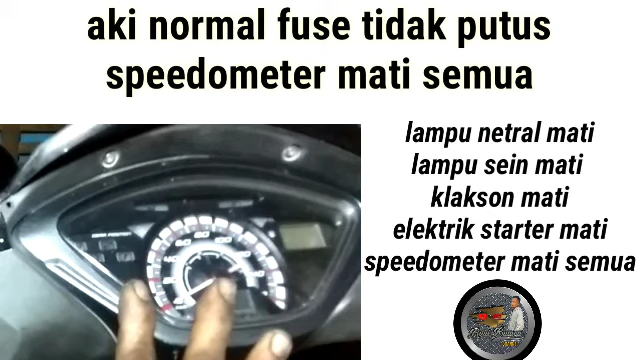 aki normal fuse tidak putus
speedometer mati semua
lampu netral mati
lampu sein mati
klakson mati
elektrik starter mati
speedometer mati semua
100